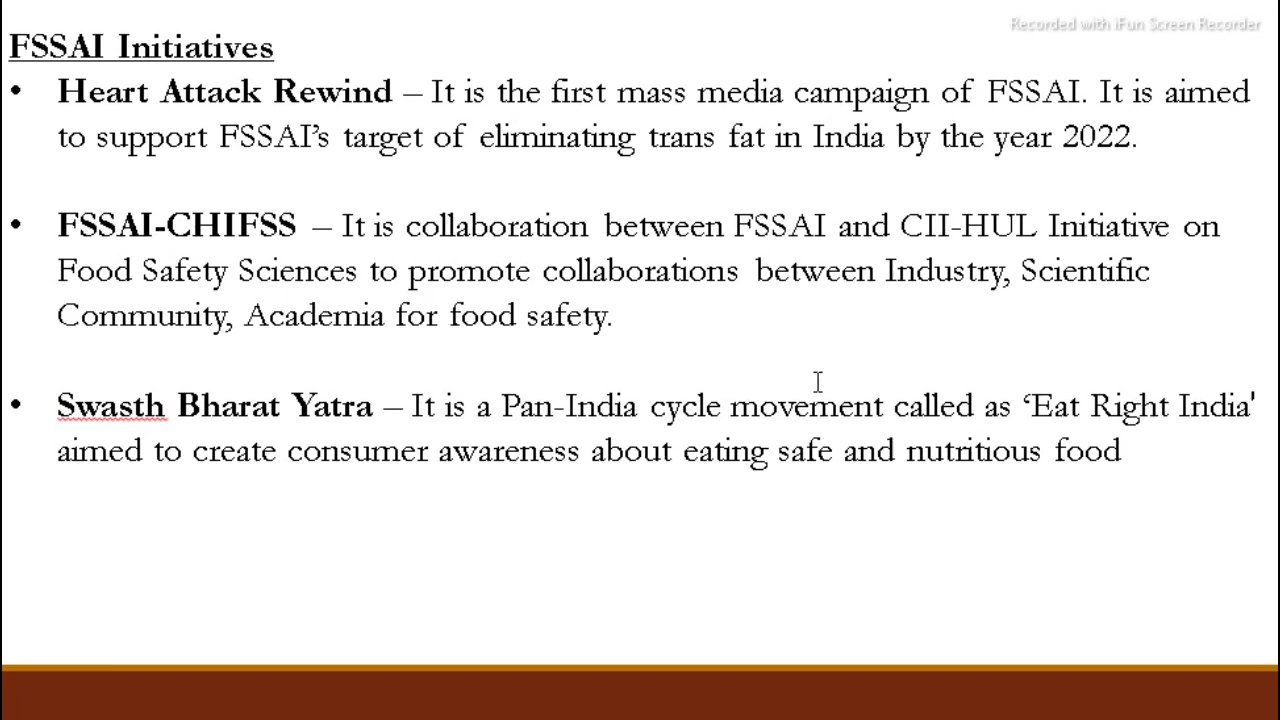 Recorded with iFun Screen Recorder
FSSAI Initiatives
• Heart Attack Rewind – It is the first mass media campaign of FSSAI. It is aimed
to support FSSAI’s target of eliminating trans fat in India by the year 2022.
• FSSAI-CHIFSS – It is collaboration between FSSAI and CII-HUL Initiative on
Food Safety Sciences to promote collaborations between Industry, Scientific
Community, Academia for food safety.
• Swasth Bharat Yatra – It is a Pan-India cycle movement called as ‘Eat Right India'
aimed to create consumer awareness about eating safe and nutritious food